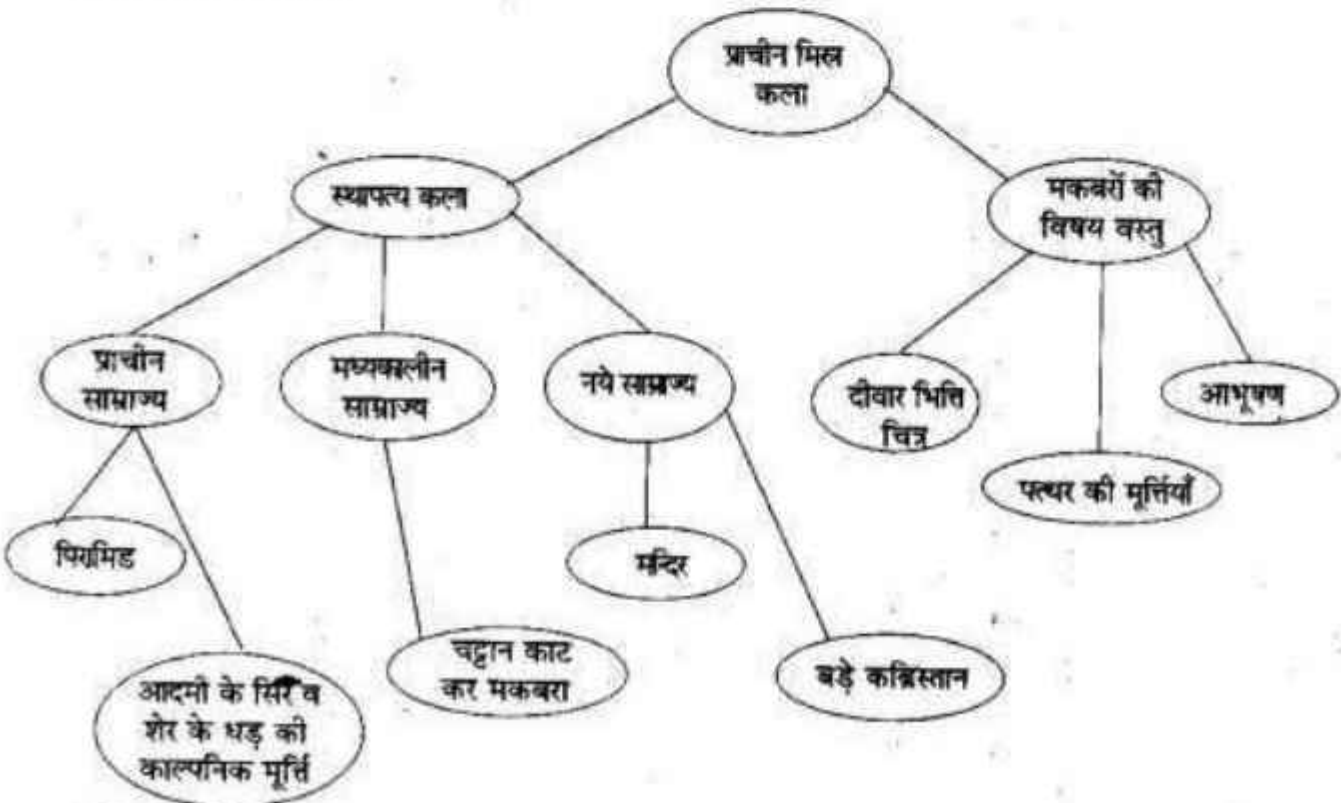 प्राचीन मिस्र
कला
स्थापत्य कला
मकबरों की
विषय वस्तु
प्राचीन
साम्राज्य
मध्यकालीन
साम्राज्य
नये साम्राज्य
दीवार भित्ति
चित्र
आभूषण
पत्थर की मूर्त्तियाँ
पिरामिड
मन्दिर
आदमी के सिर व
शेर के धड़ की
काल्पनिक मूर्त्ति
चट्टान काट
कर मकबरा
बड़े कब्रिस्तान